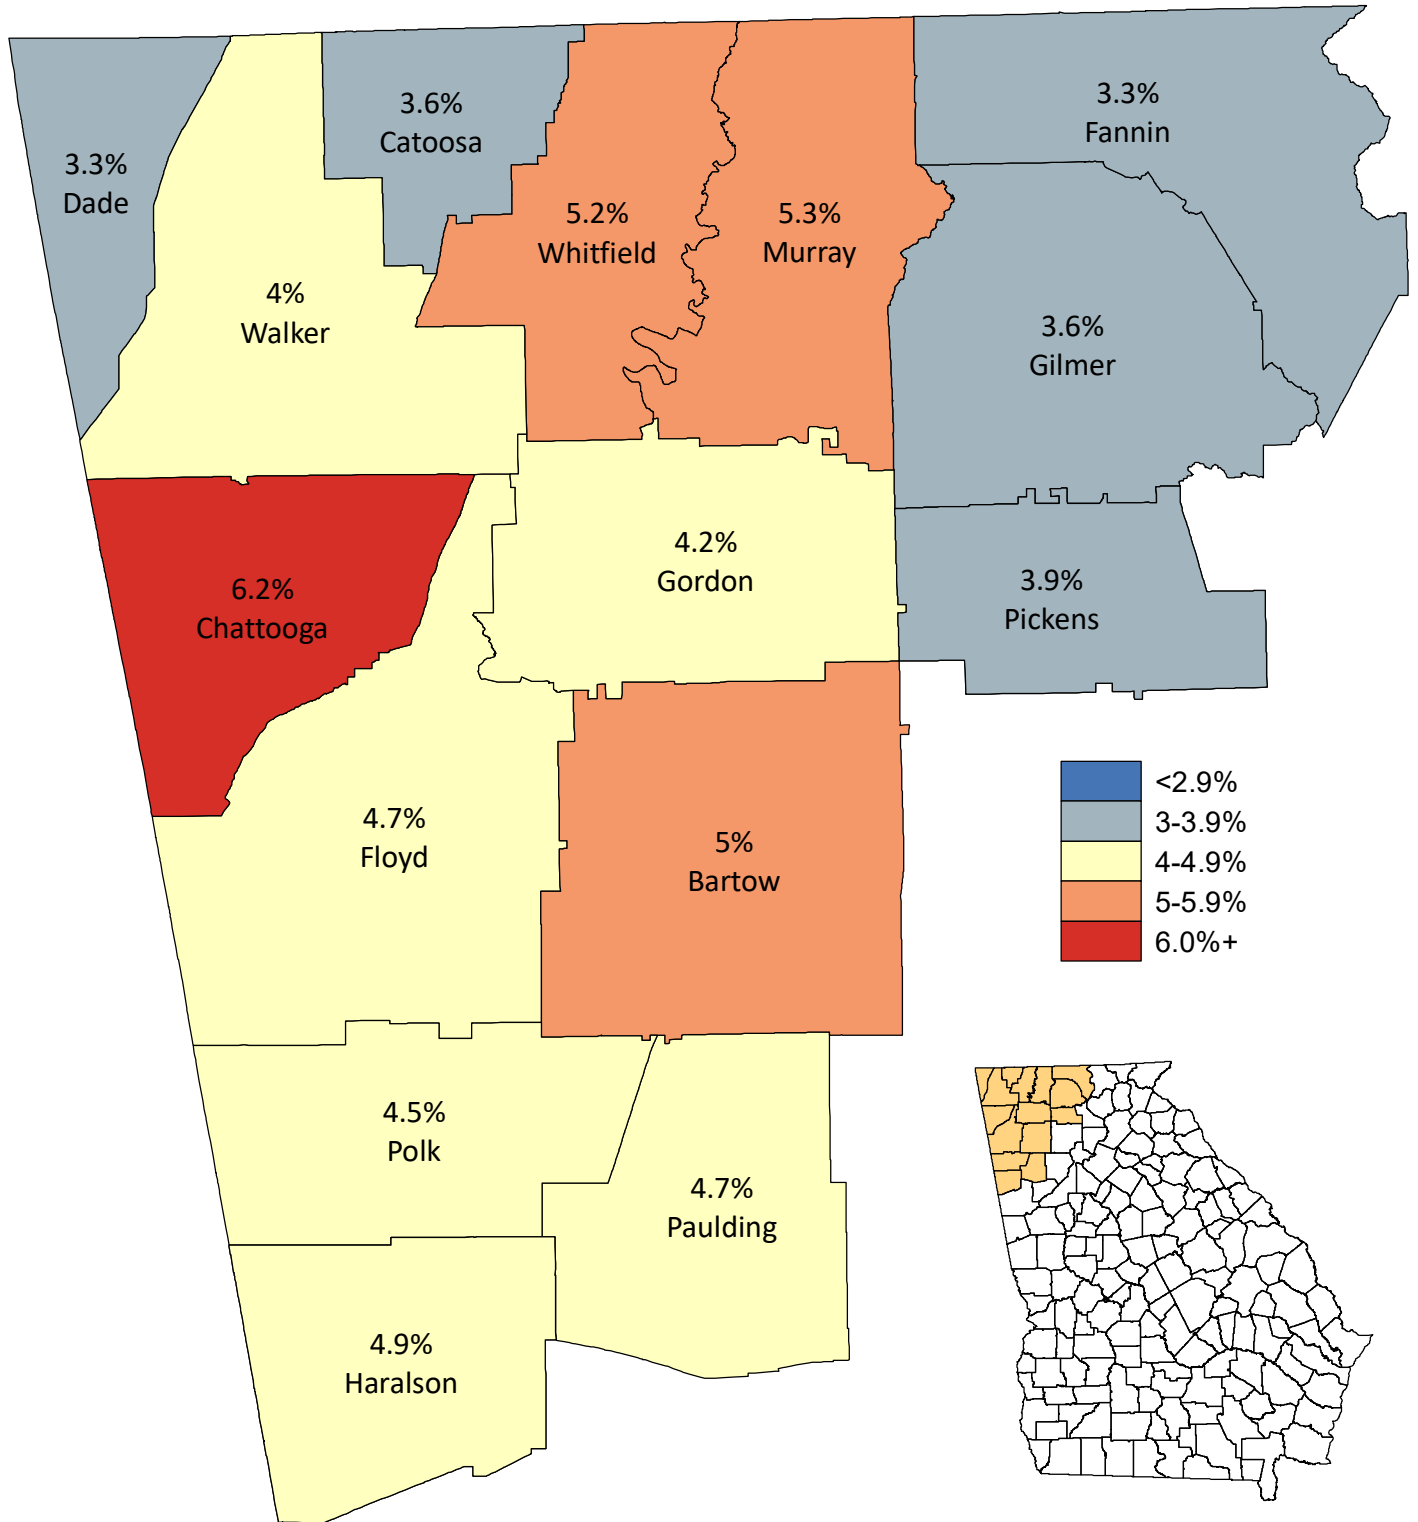 3.3%
Fannin
3.6%
Catoosa
3.3%
Dade
5.2%
Whitfield
5.3%
Murray
4%
Walker
3.6%
Gilmer
4.2%
Gordon
3.9%
Pickens
6.2%
Chattooga
4.7%
Floyd
5%
Bartow
<2.9%
3-3.9%
4-4.9%
5-5.9%
6.0%+
4.5%
Polk
4.7%
Paulding
4.9%
Haralson